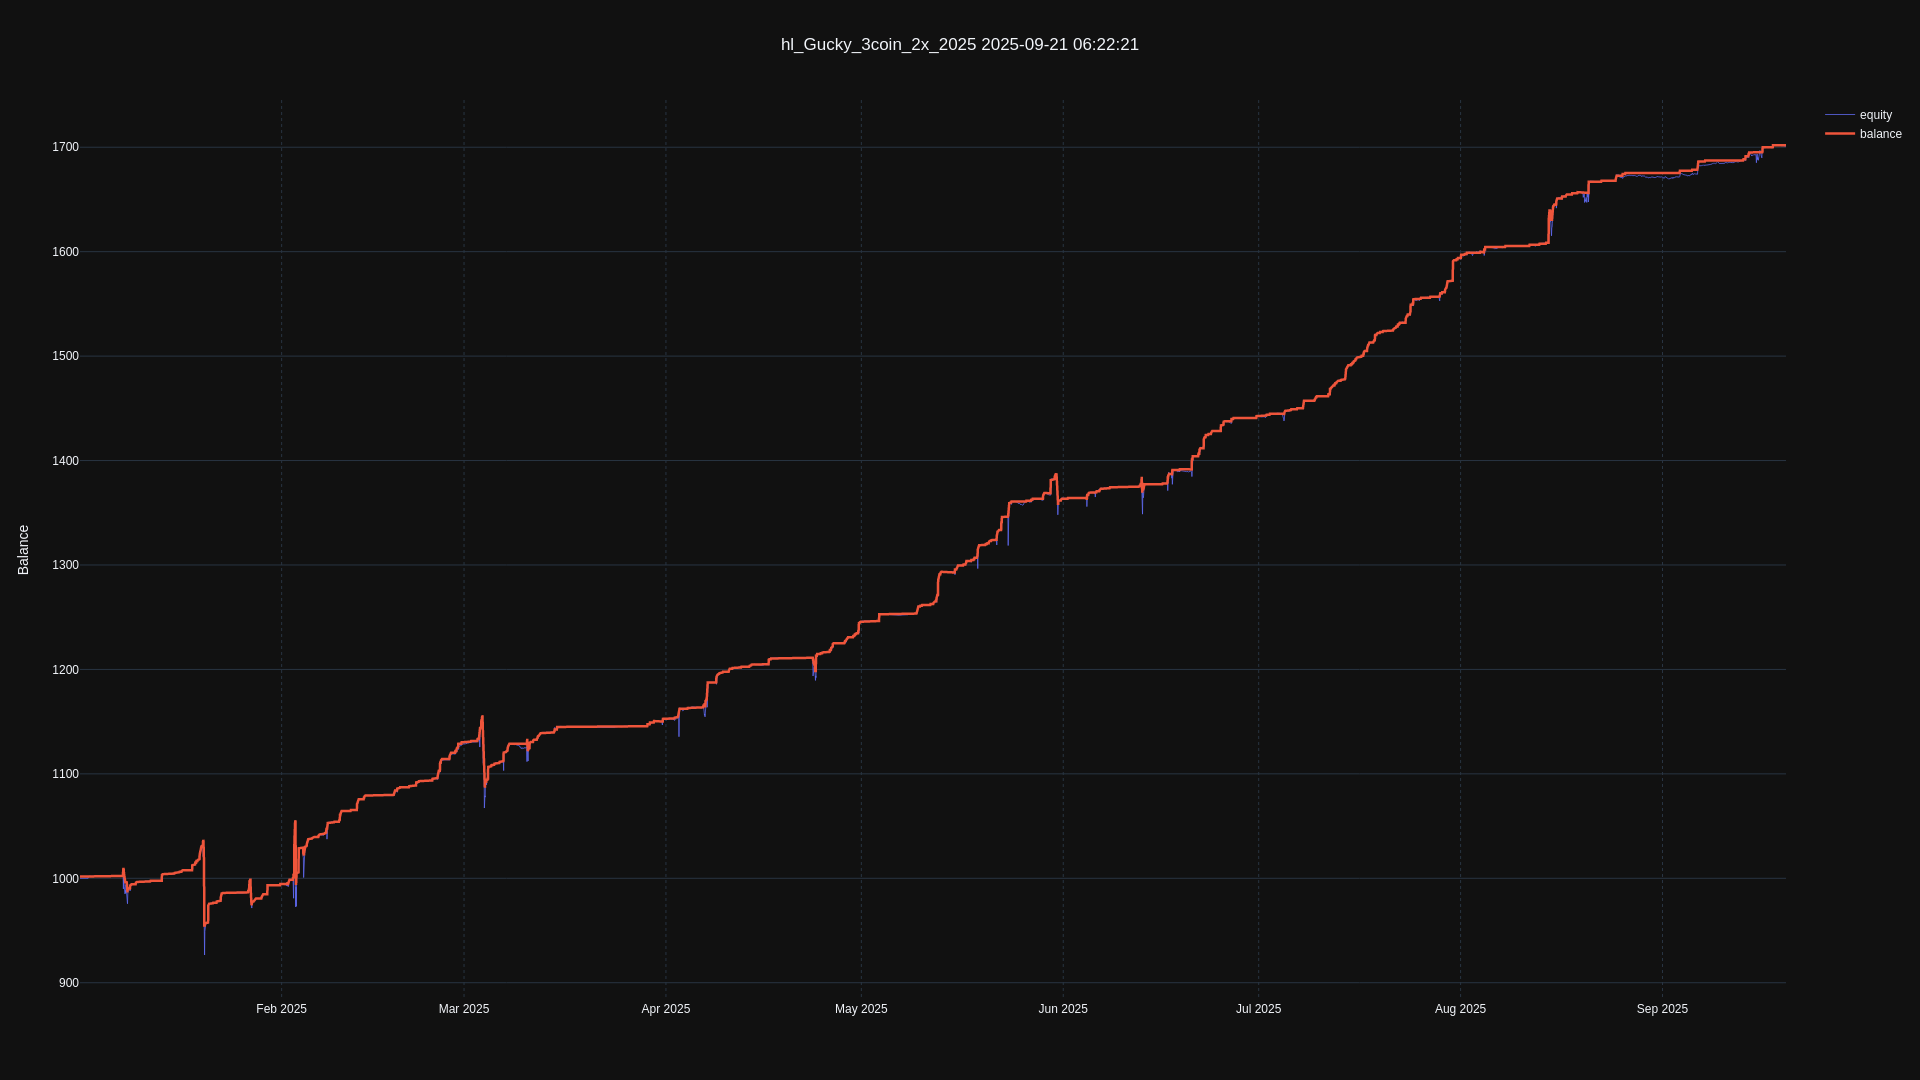 hl_Gucky_3coin_2x_2025 2025-09-21 06:22:21
equity
balance
1700
1600
1500
1400
1300
1200
1100
1000
900
Balance
Feb 2025
Mar 2025
Apr 2025
May 2025
Jun 2025
Jul 2025
Aug 2025
Sep 2025